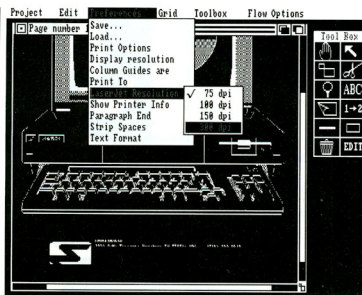 Project Edit Preferences Grid Toolbox Flow Options
Page number 1
Save...
Load...
Print Options
Display resolution
Column Guides are
Print To
LaserJet Resolution
Show Printer Info
Paragraph End
Strip Spaces
Text Format
✓ 75 dpi
100 dpi
150 dpi
300 dpi
Tool Box
ABC
1→2
EDIT